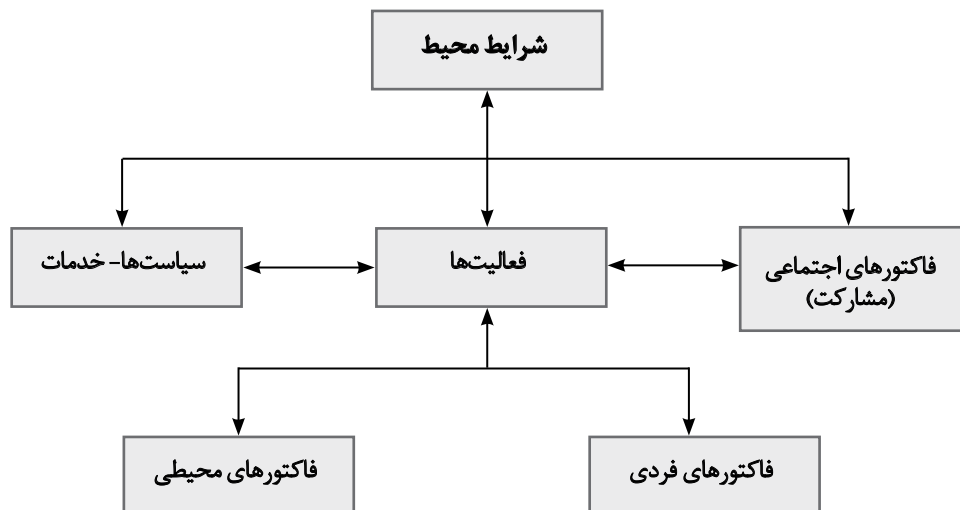 شرایط محیط
فاکتورهای اجتماعی
(مشارکت)
فعالیت‌ها
سیاست‌ها- خدمات
فاکتورهای فردی
فاکتورهای محیطی